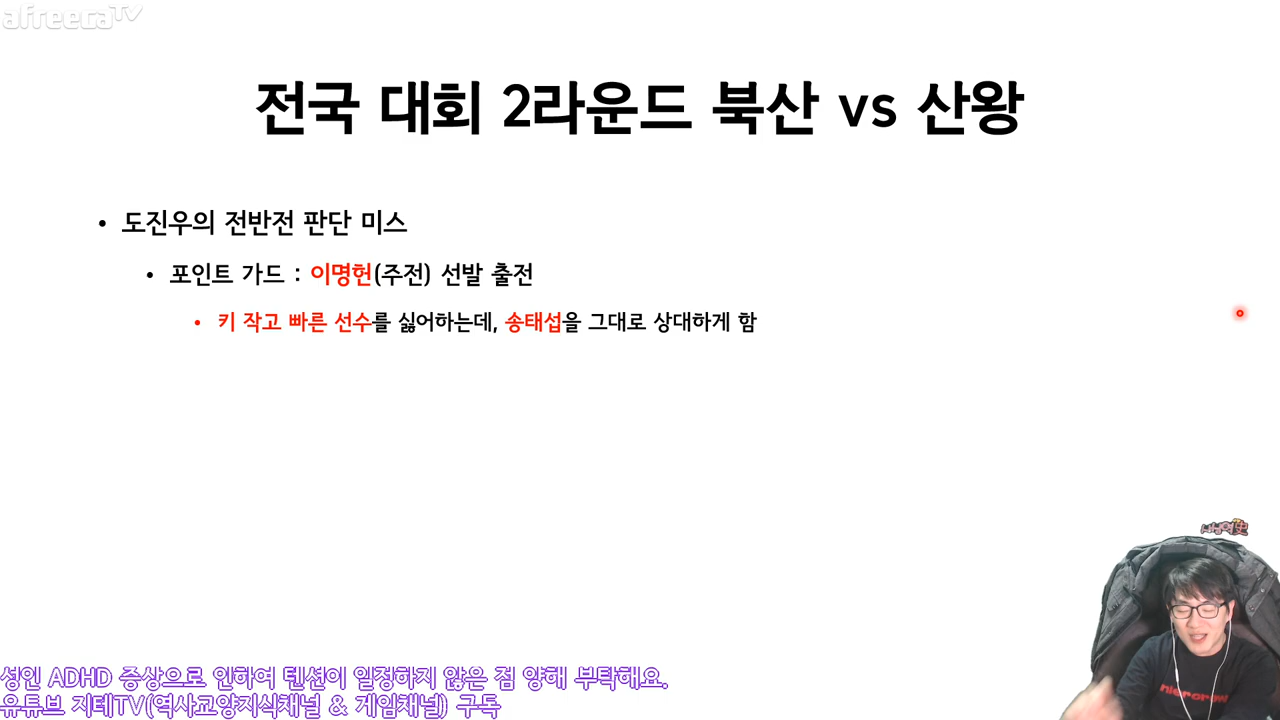 afreecaTV
전국 대회 2라운드 북산 vs 산왕
• 도진우의 전반전 판단 미스
• 포인트 가드 : 이명헌(주전) 선발 출전
• 키 작고 빠른 선수를 싫어하는데, 송태섭을 그대로 상대하게 함
성인 ADHD 증상으로 인하여 텐션이 일정하지 않은 점 양해 부탁해요.
유튜브 지테TV(역사교양지식채널 & 게임채널) 구독